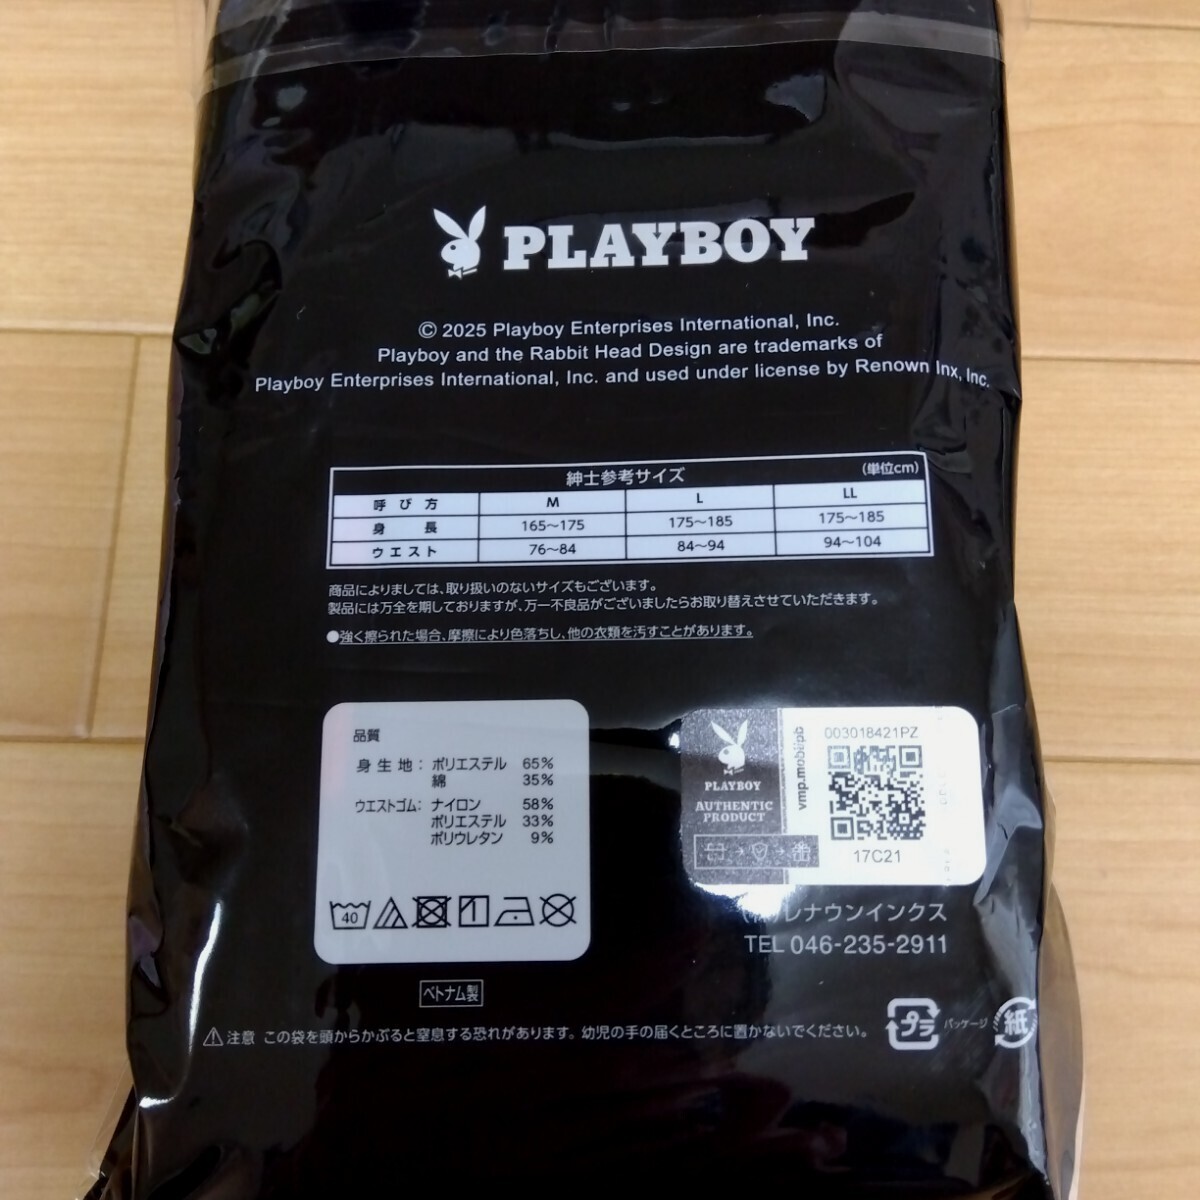 PLAYBOY
© 2025 Playboy Enterprises International, Inc.
Playboy and the Rabbit Head Design are trademarks of
Playboy Enterprises International, Inc. and used under license by Renown Inx, Inc.
紳士参考サイズ (単位cm)
呼び方 M L LL
身長 165〜175 175〜185 175〜185
ウエスト 76〜84 84〜94 94〜104
商品によりましては、取り扱いのないサイズもございます。
製品には万全を期しておりますが、万一不良品がございましたらお取り替えさせていただきます。
●強く擦られた場合、摩擦により色落ちし、他の衣類を汚すことがあります。
品質
身生地: ポリエステル 65%
綿 35%
ウエストゴム: ナイロン 58%
ポリエステル 33%
ポリウレタン 9%
40
PLAYBOY
AUTHENTIC
PRODUCT
vmp.mobi/pb
003018421PZ
17C21
レナウンインクス
TEL 046-235-2911
ベトナム製
注意 この袋を頭からかぶると窒息する恐れがあります。幼児の手の届くところに置かないでください。
プラ パッケージ 紙